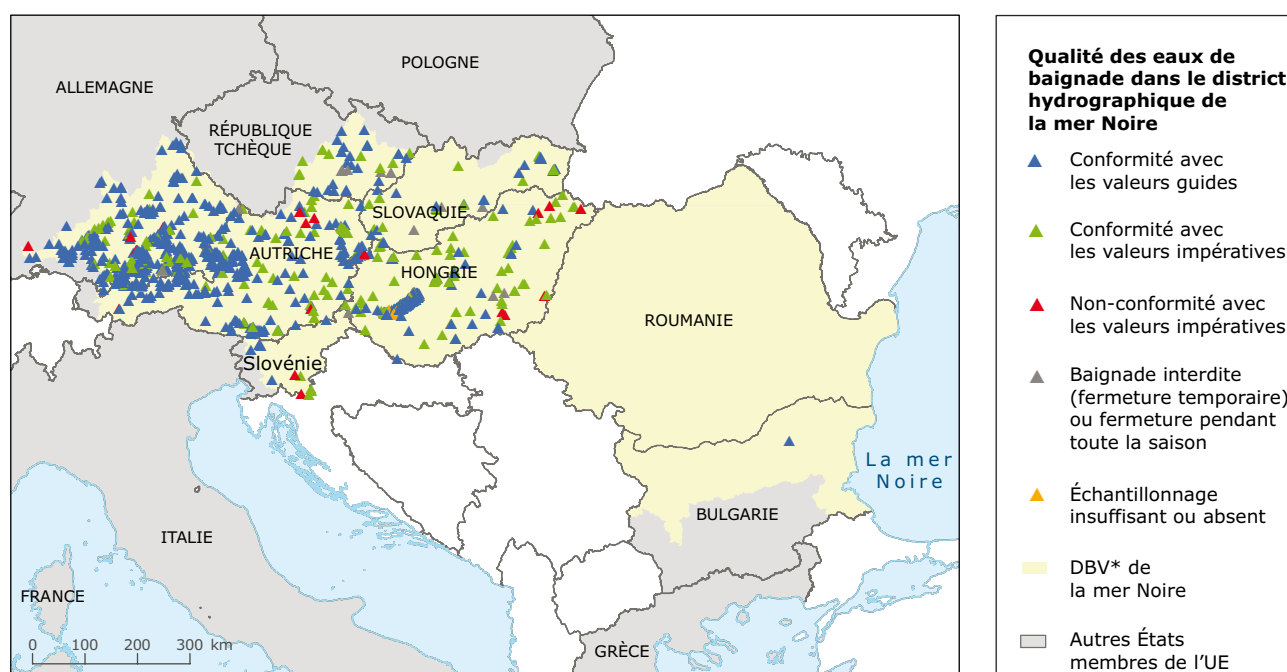 POLOGNE
ALLEMAGNE
RÉPUBLIQUE
TCHÈQUE
SLOVAQUIE
AUTRICHE
HONGRIE
ROUMANIE
Slovénie
La mer
Noire
BULGARIE
ITALIE
FRANCE
GRÈCE
0 100 200 300 km
Qualité des eaux de
baignade dans le district
hydrographique de
la mer Noire
Conformité avec
les valeurs guides
Conformité avec
les valeurs impératives
Non-conformité avec
les valeurs impératives
Baignade interdite
(fermeture temporaire)
ou fermeture pendant
toute la saison
Échantillonnage
insuffisant ou absent
DBV* de
la mer Noire
Autres États
membres de l'UE